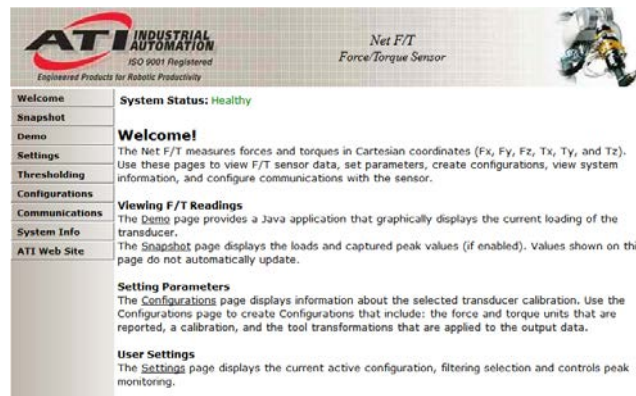 ATI INDUSTRIAL AUTOMATION
ISO 9001 Registered
Engineered Products for Robotic Productivity
Net F/T
Force/Torque Sensor
Welcome
Snapshot
Demo
Settings
Thresholding
Configurations
Communications
System Info
ATI Web Site
System Status: Healthy
Welcome!
The Net F/T measures forces and torques in Cartesian coordinates (Fx, Fy, Fz, Tx, Ty, and Tz).
Use these pages to view F/T sensor data, set parameters, create configurations, view system
information, and configure communications with the sensor.
Viewing F/T Readings
The Demo page provides a Java application that graphically displays the current loading of the
transducer.
The Snapshot page displays the loads and captured peak values (if enabled). Values shown on thi
page do not automatically update.
Setting Parameters
The Configurations page displays information about the selected transducer calibration. Use the
Configurations page to create Configurations that include: the force and torque units that are
reported, a calibration, and the tool transformations that are applied to the output data.
User Settings
The Settings page displays the current active configuration, filtering selection and controls peak
monitoring.